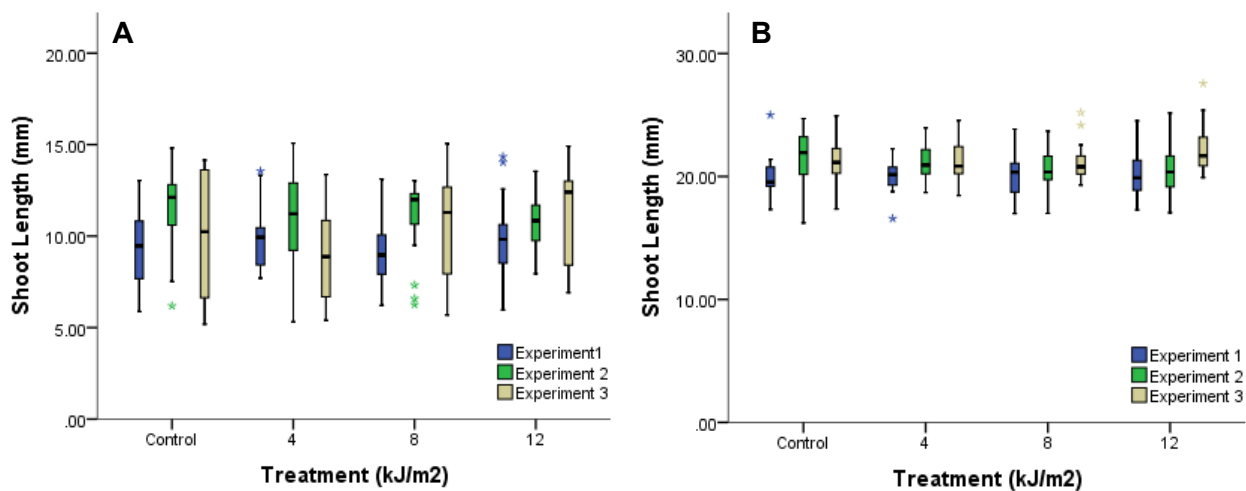 A
20.00
15.00
10.00
5.00
.00
Shoot Length (mm)
Experiment1
Experiment 2
Experiment 3
Control 4 8 12
Treatment (kJ/m2)
B
30.00
20.00
10.00
.00
Shoot Length (mm)
Experiment 1
Experiment 2
Experiment 3
Control 4 8 12
Treatment (kJ/m2)